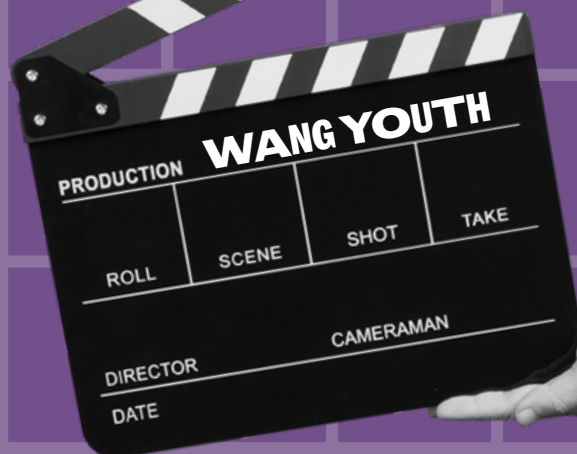 PRODUCTION WANG YOUTH
ROLL SCENE SHOT TAKE
DIRECTOR CAMERAMAN
DATE